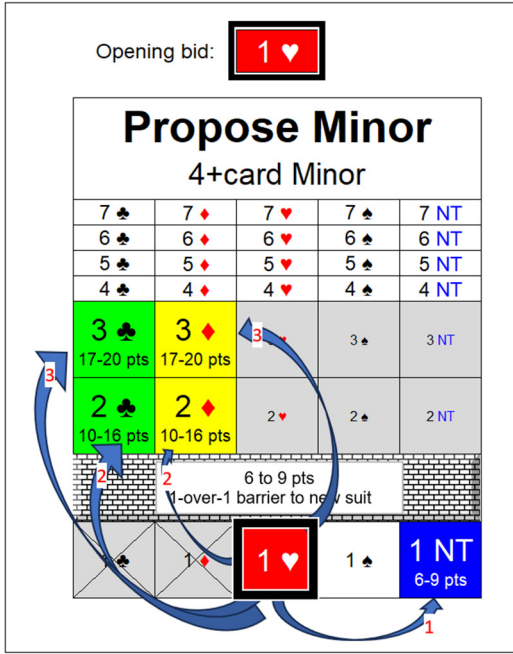 Opening bid: 1 ♥
Propose Minor
4+card Minor
7 ♣ 7 ♦ 7 ♥ 7 ♠ 7 NT
6 ♣ 6 ♦ 6 ♥ 6 ♠ 6 NT
5 ♣ 5 ♦ 5 ♥ 5 ♠ 5 NT
4 ♣ 4 ♦ 4 ♥ 4 ♠ 4 NT
3 ♣ 3 ♦ 3 ♥ 3 ♠ 3 NT
17-20 pts 17-20 pts
3
2 ♣ 2 ♦ 2 ♥ 2 ♠ 2 NT
10-16 pts 10-16 pts
2 2
6 to 9 pts
1-over-1 barrier to new suit
♣ 1 ♦ 1 ♥ 1 ♠ 1 NT
6-9 pts
1